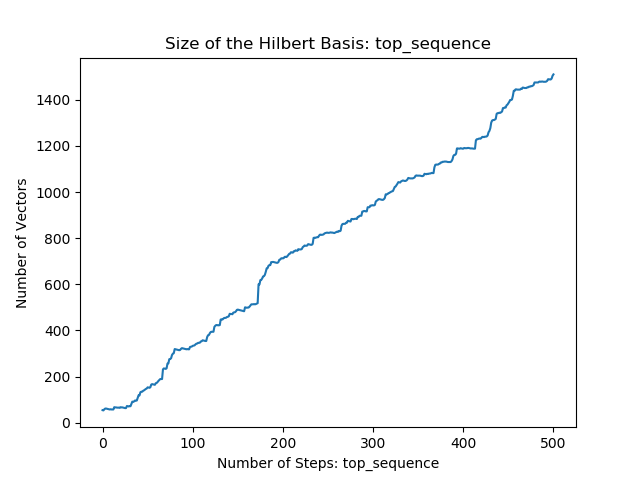 Size of the Hilbert Basis: top_sequence
Number of Vectors
1400
1200
1000
800
600
400
200
0
0 100 200 300 400 500
Number of Steps: top_sequence